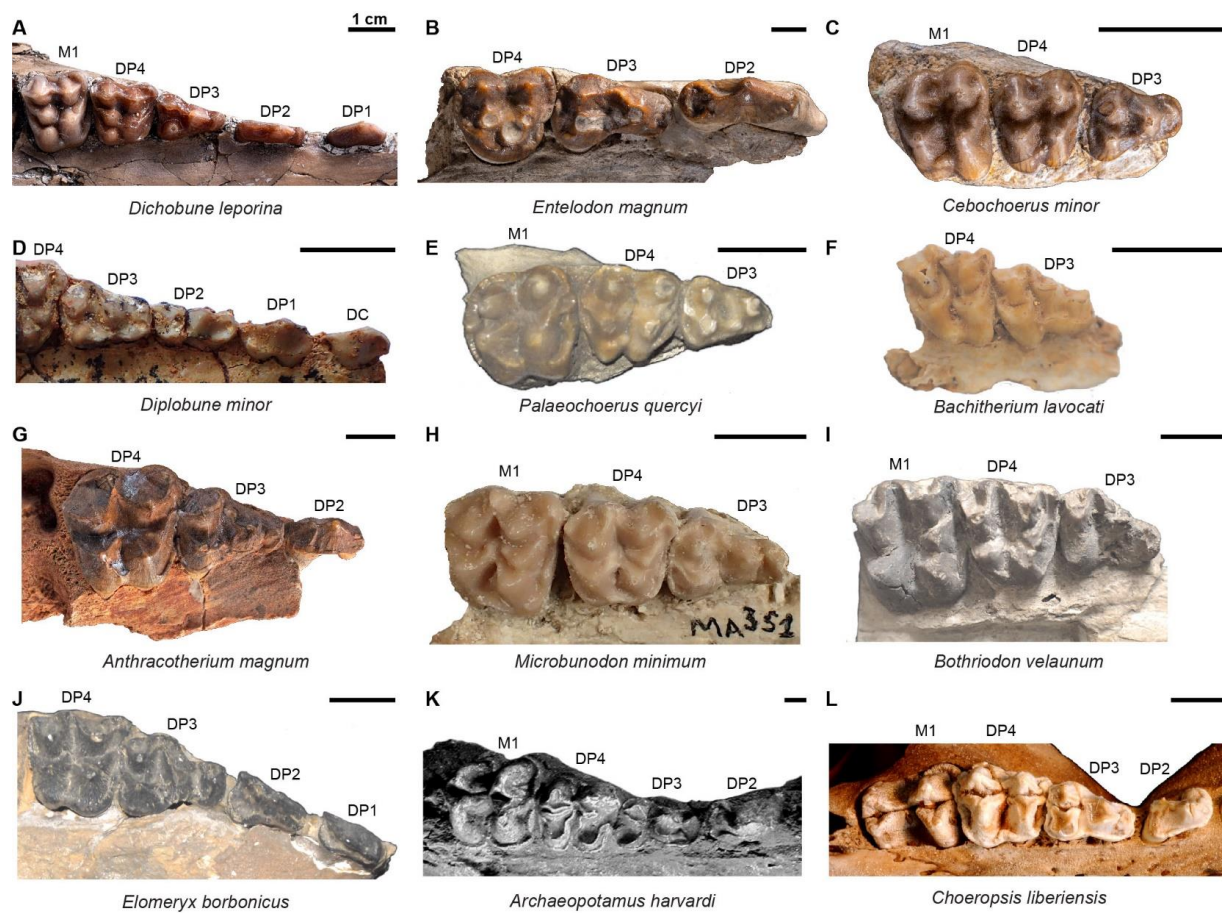 A
1 cm
M1 DP4 DP3 DP2 DP1
Dichobune leporina
B
DP4 DP3 DP2
Entelodon magnum
C
M1 DP4 DP3
Cebochoerus minor
D
DP4 DP3 DP2 DP1 DC
Diplobune minor
E
M1 DP4 DP3
Palaeochoerus quercyi
F
DP4 DP3
Bachitherium lavocati
G
DP4 DP3 DP2
Anthracotherium magnum
H
M1 DP4 DP3
MA351
Microbunodon minimum
I
M1 DP4 DP3
Bothriodon velaunum
J
DP4 DP3 DP2 DP1
Elomeryx borbonicus
K
M1 DP4 DP3 DP2
Archaeopotamus harvardi
L
M1 DP4 DP3 DP2
Choeropsis liberiensis